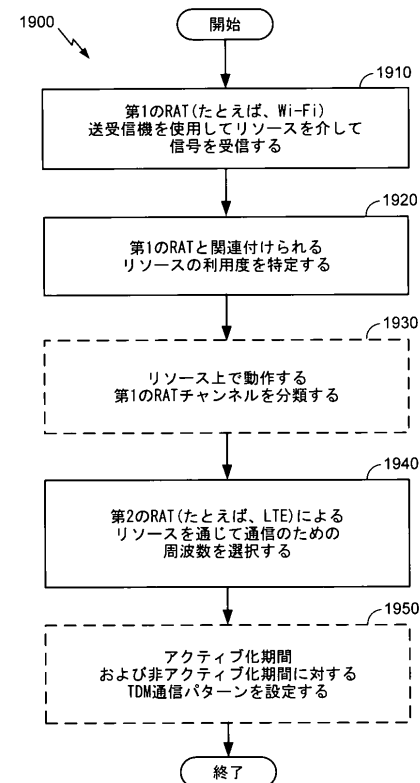 1900
開始
1910
第1のRAT(たとえば、Wi-Fi)
送受信機を使用してリソースを介して
信号を受信する
1920
第1のRATと関連付けられる
リソースの利用度を特定する
1930
リソース上で動作する
第1のRATチャンネルを分類する
1940
第2のRAT(たとえば、LTE)による
リソースを通じて通信のための
周波数を選択する
1950
アクティブ化期間
および非アクティブ化期間に対する
TDM通信パターンを設定する
終了